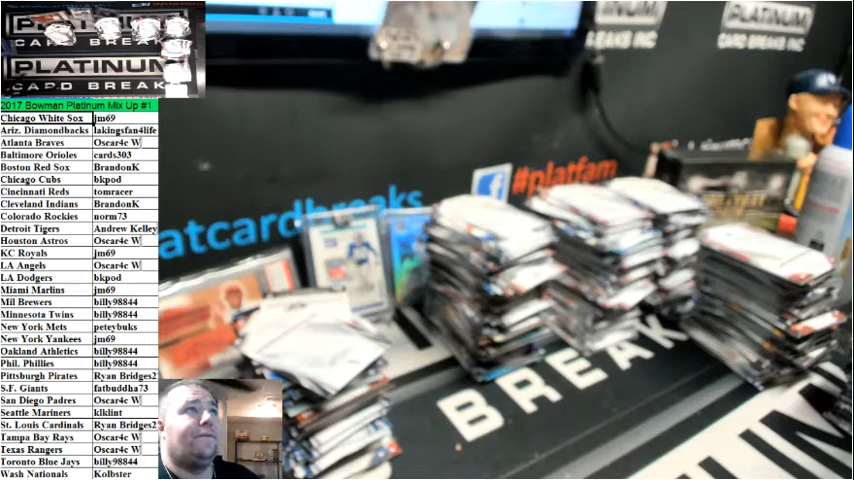 PLATINUM
CARD BREAK
PLATINUM
CARD BREAK
INUM
BREAKS INC
PLATINUM
CARD BREAKS INC
#platfam
atcardbreaks
BREAK
UM
2017 Bowman Platinum Mix Up #1
Chicago White Sox jm69
Ariz. Diamondbacks lakingsfan4life
Atlanta Braves Oscar4c W
Baltimore Orioles cards303
Boston Red Sox BrandonK
Chicago Cubs bkpod
Cincinnati Reds tomracer
Cleveland Indians BrandonK
Colorado Rockies norm73
Detroit Tigers Andrew Kelley
Houston Astros Oscar4c W
KC Royals jm69
LA Angels Oscar4c W
LA Dodgers bkpod
Miami Marlins jm69
Mil Brewers billy98844
Minnesota Twins billy98844
New York Mets peteybuks
New York Yankees jm69
Oakland Athletics billy98844
Phil. Phillies billy98844
Pittsburgh Pirates Ryan Bridges2
S.F. Giants fatbuddha73
San Diego Padres Oscar4c W
Seattle Mariners klklint
St. Louis Cardinals Ryan Bridges2
Tampa Bay Rays Oscar4c W
Texas Rangers Oscar4c W
Toronto Blue Jays billy98844
Wash Nationals Kolbster